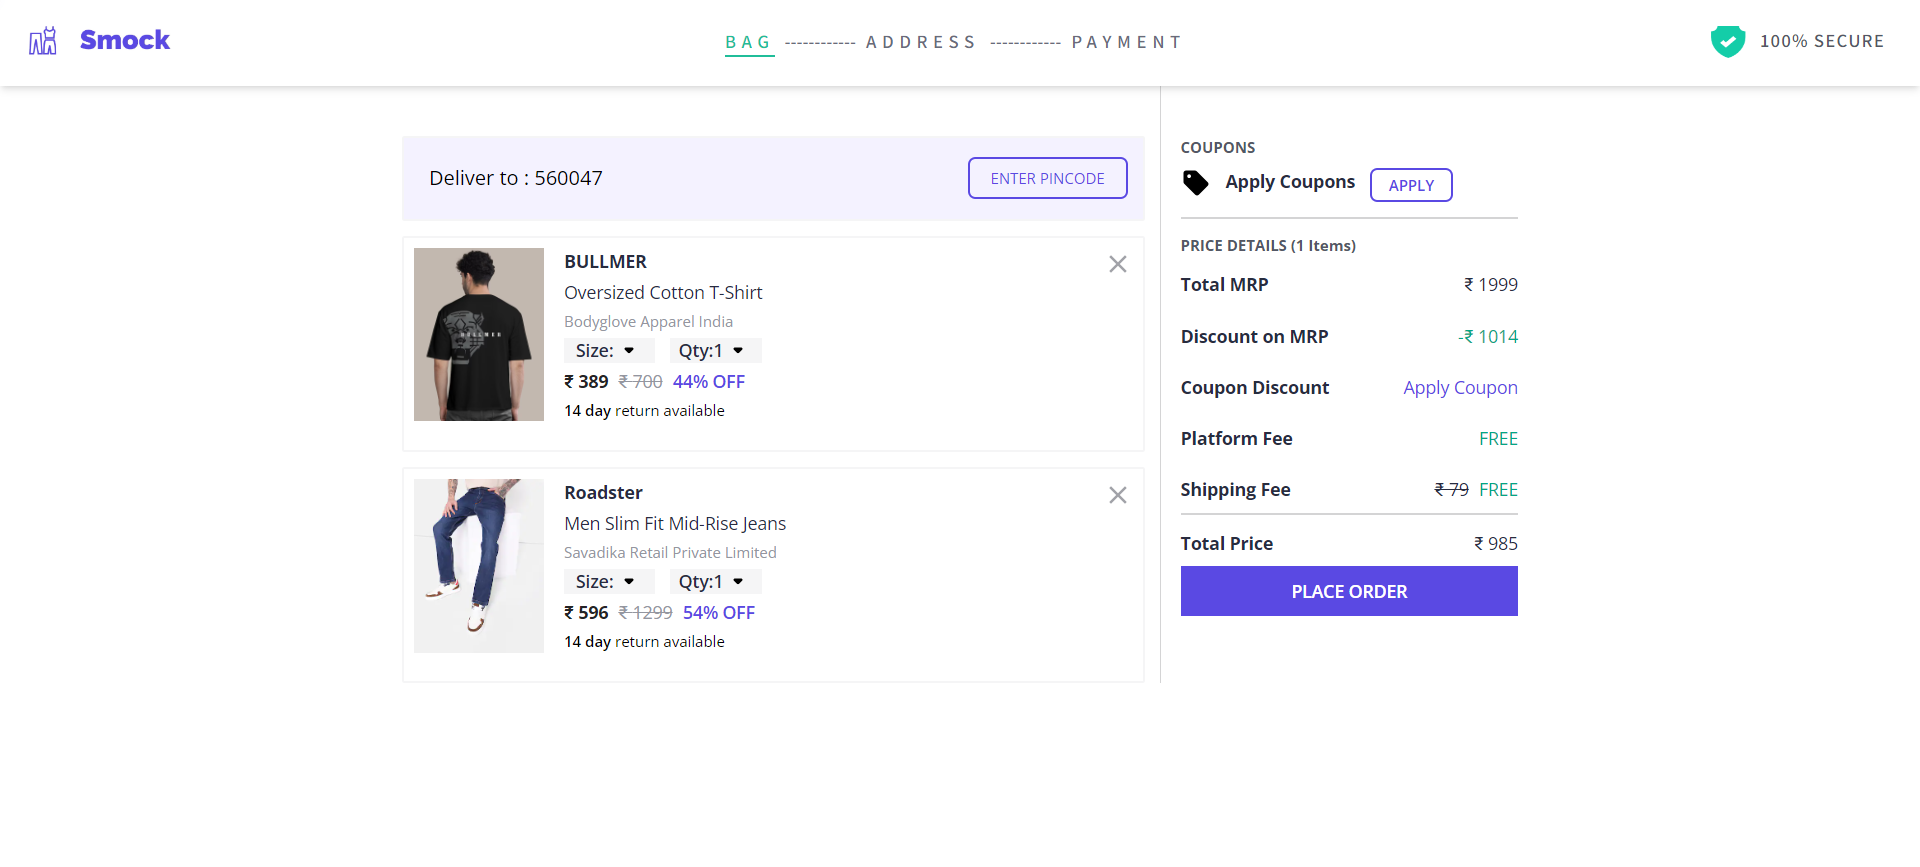 Smock
BAG ------------ ADDRESS ------------ PAYMENT
100% SECURE
Deliver to : 560047
ENTER PINCODE
BULLMER
Oversized Cotton T-Shirt
Bodyglove Apparel India
Size:
Qty:1
₹ 389 ₹ 700 44% OFF
14 day return available
BULLMER
Roadster
Men Slim Fit Mid-Rise Jeans
Savadika Retail Private Limited
Size:
Qty:1
₹ 596 ₹ 1299 54% OFF
14 day return available
COUPONS
Apply Coupons
APPLY
PRICE DETAILS (1 Items)
Total MRP ₹ 1999
Discount on MRP -₹ 1014
Coupon Discount Apply Coupon
Platform Fee FREE
Shipping Fee ₹ 79 FREE
Total Price ₹ 985
PLACE ORDER